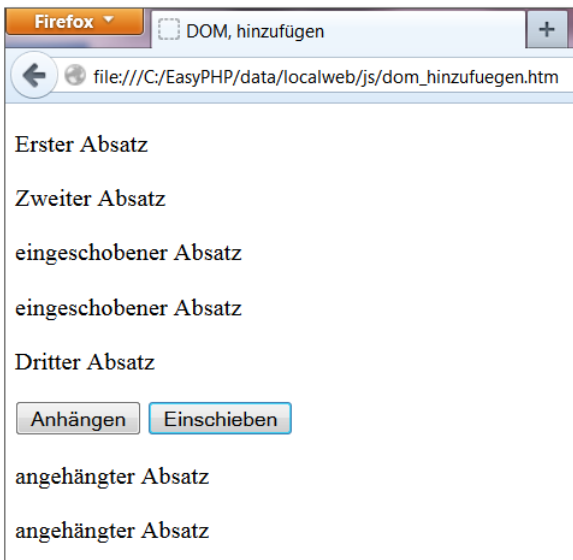 Firefox
DOM, hinzufügen
+
file:///C:/EasyPHP/data/localweb/js/dom_hinzufuegen.htm
Erster Absatz
Zweiter Absatz
eingeschobener Absatz
eingeschobener Absatz
Dritter Absatz
Anhängen Einschieben
angehängter Absatz
angehängter Absatz